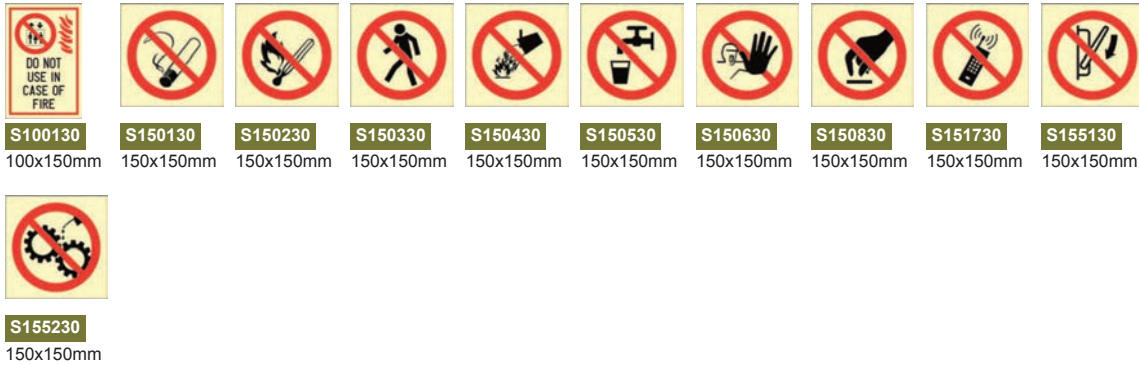 DO NOT
USE IN
CASE OF
FIRE
S100130 S150130 S150230 S150330 S150430 S150530 S150630 S150830 S151730 S155130
100x150mm 150x150mm 150x150mm 150x150mm 150x150mm 150x150mm 150x150mm 150x150mm 150x150mm 150x150mm
S155230
150x150mm